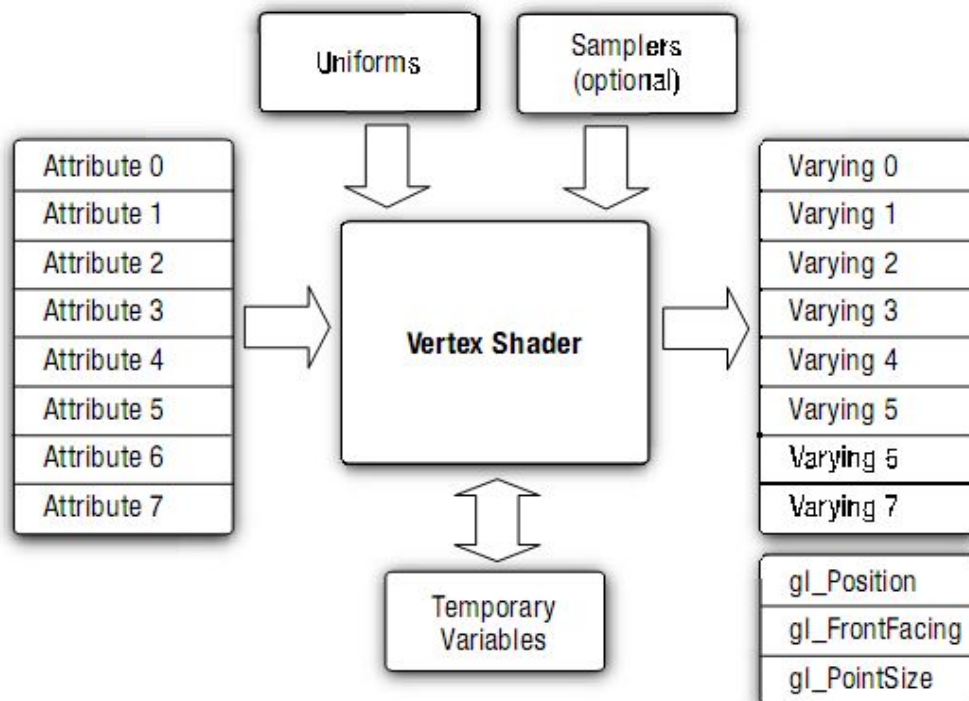 Uniforms
Samplers
(optional)
Attribute 0
Attribute 1
Attribute 2
Attribute 3
Attribute 4
Attribute 5
Attribute 6
Attribute 7
Vertex Shader
Temporary
Variables
Varying 0
Varying 1
Varying 2
Varying 3
Varying 4
Varying 5
Varying 6
Varying 7
gl_Position
gl_FrontFacing
gl_PointSize